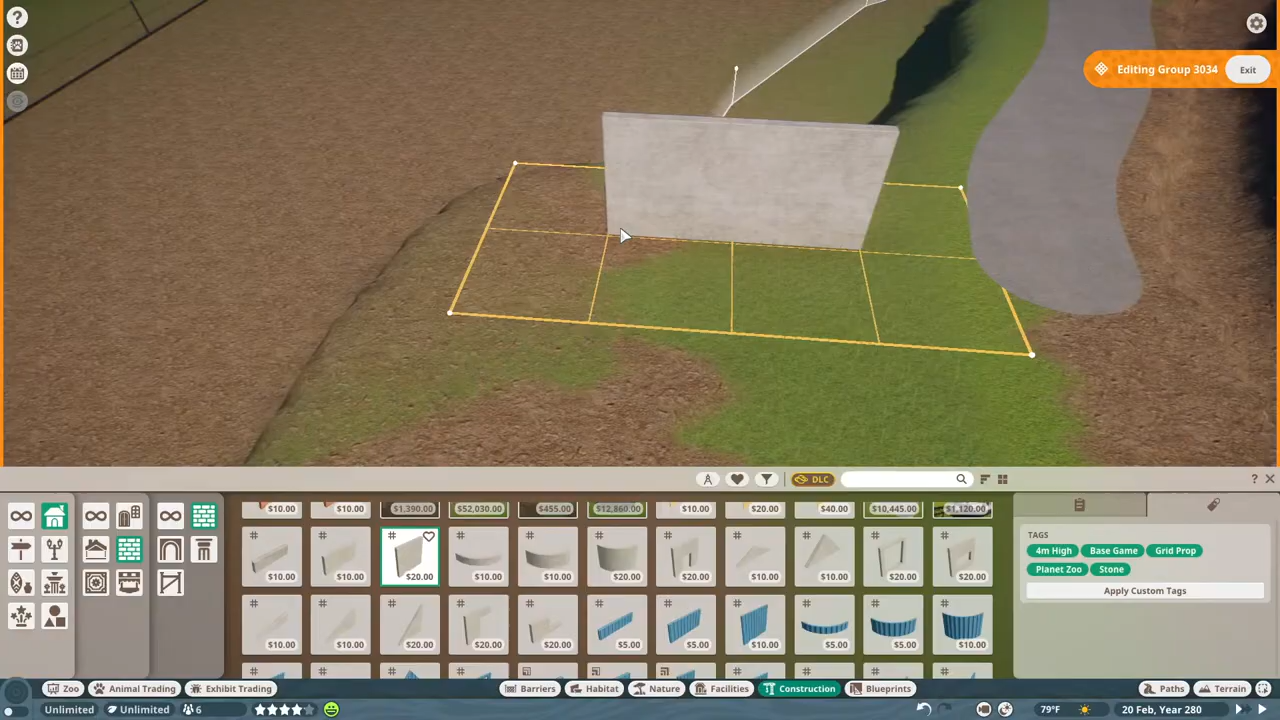 ?
Editing Group 3034 Exit
DLC
? ×
$10.00 $10.00 $1,390.00 $52,030.00 $455.00 $12,860.00 $10.00 $20.00 $40.00 $10,445.00 $1,120.00
$10.00 $10.00 $20.00 $10.00 $10.00 $20.00 $20.00 $10.00 $10.00 $20.00 $20.00
$10.00 $10.00 $20.00 $20.00 $20.00 $5.00 $5.00 $10.00 $5.00 $5.00 $10.00
TAGS
4m High Base Game Grid Prop
Planet Zoo Stone
Apply Custom Tags
Zoo Animal Trading Exhibit Trading Barriers Habitat Nature Facilities Construction Blueprints Paths Terrain
Unlimited Unlimited 6 79°F 20 Feb, Year 280